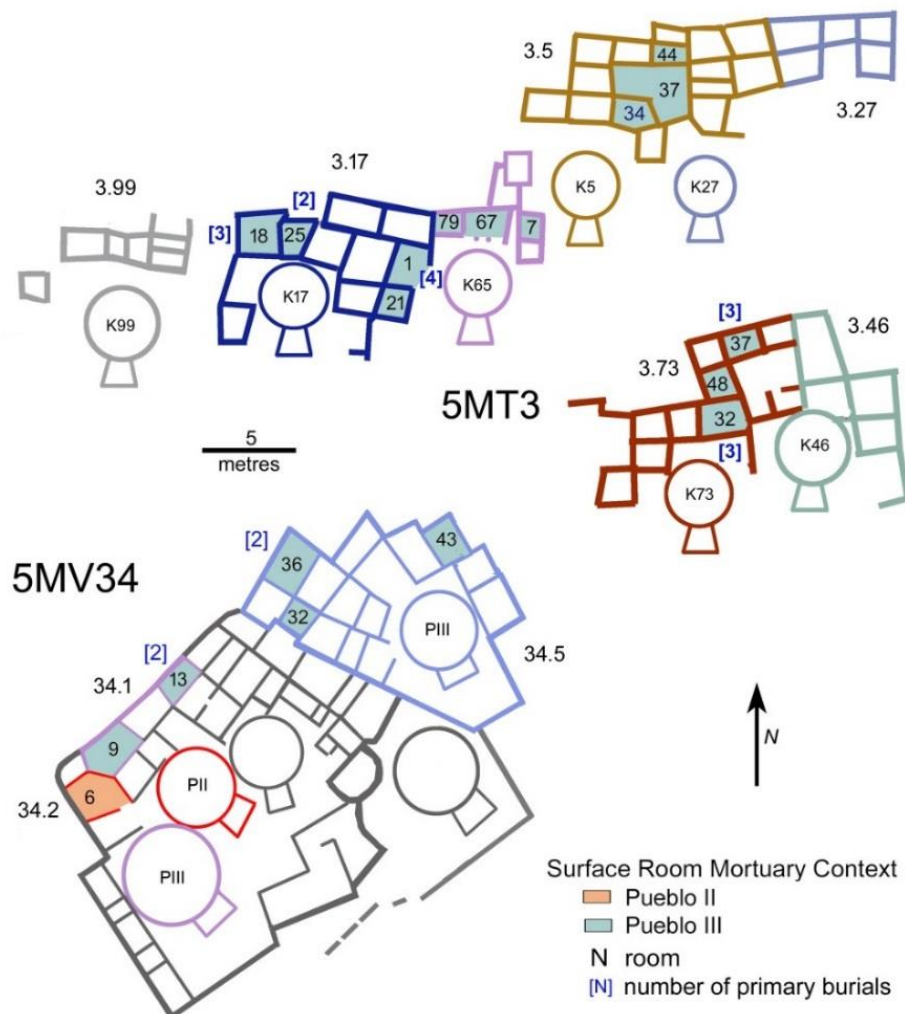 3.5
44
37
34
3.27
K5
K27
3.99
K99
3.17
[2]
[3]
18
25
1
[4]
21
K17
79
67
7
K65
5MT3
3.73
[3]
37
48
32
[3]
K73
3.46
K46
5
metres
5MV34
[2]
36
32
43
PIII
34.5
[2]
13
34.1
9
34.2
6
PII
PIII
N
Surface Room Mortuary Context
Pueblo II
Pueblo III
N room
[N] number of primary burials